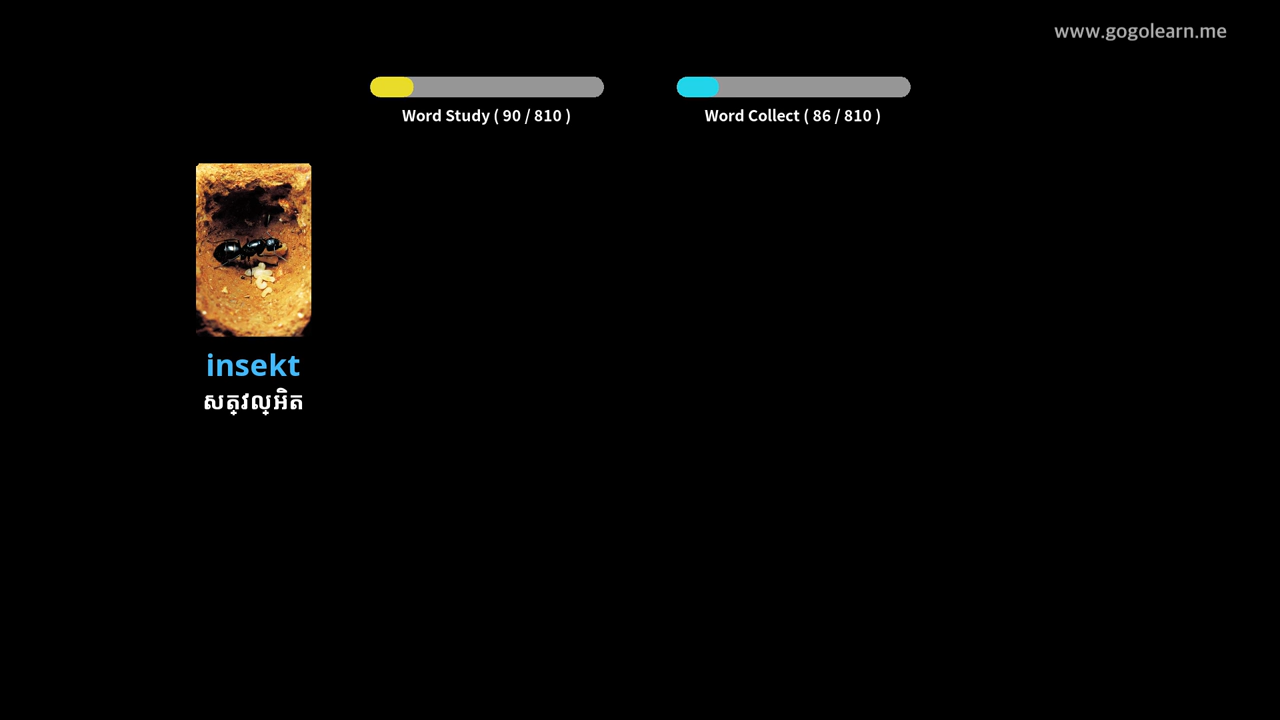 www.gogolearn.me
Word Study ( 90 / 810 )
Word Collect ( 86 / 810 )
insekt
សត្វល្អិត